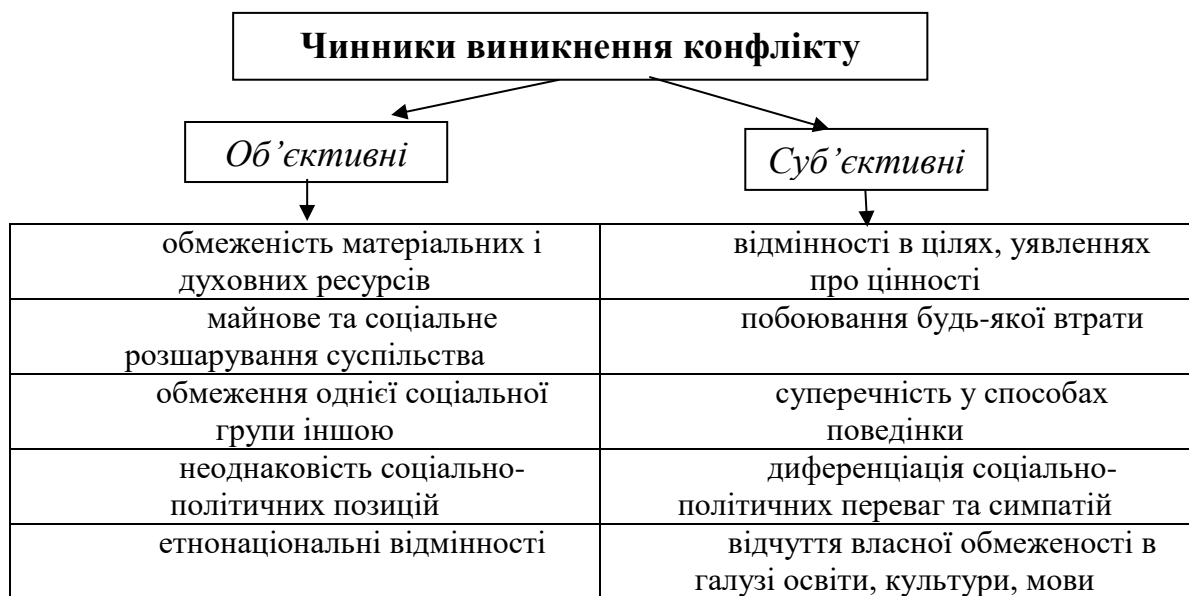 Чинники виникнення конфлікту
Об’єктивні
Суб’єктивні
обмеженість матеріальних і
духовних ресурсів
відмінності в цілях, уявленнях
про цінності
майнове та соціальне
розшарування суспільства
побоювання будь-якої втрати
обмеження однієї соціальної
групи іншою
суперечність у способах
поведінки
неоднаковість соціально-
політичних позицій
диференціація соціально-
політичних переваг та симпатій
етнонаціональні відмінності
відчуття власної обмеженості в
галузі освіти, культури, мови